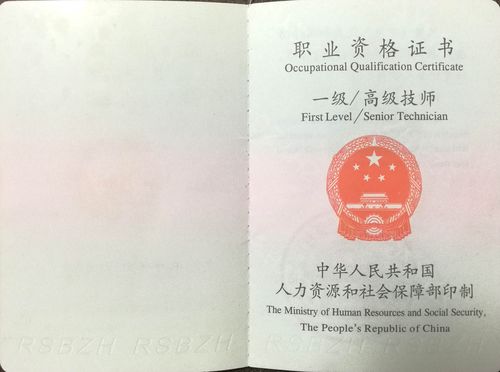 职业资格证书
Occupational Qualification Certificate
一级/高级技师
First Level/Senior Technician
中华人民共和国
人力资源和社会保障部印制
The Ministry of Human Resources and Social Security,
The People's Republic of China
RSBZH RSBZH RSBZH RSBZH